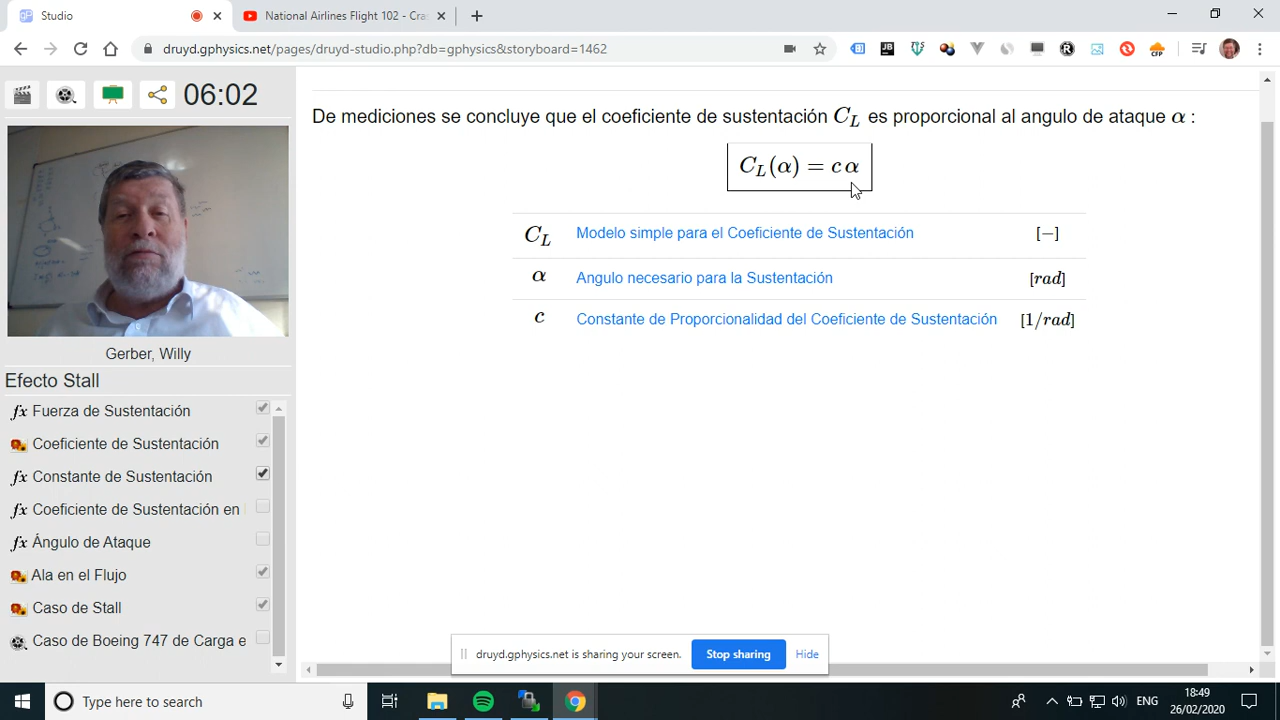 Studio
National Airlines Flight 102 - Cra
druyd.gphysics.net/pages/druyd-studio.php?db=gphysics&storyboard=1462
06:02
Gerber, Willy
Efecto Stall
fx Fuerza de Sustentación
Coeficiente de Sustentación
fx Constante de Sustentación
fx Coeficiente de Sustentación en
fx Ángulo de Ataque
Ala en el Flujo
Caso de Stall
Caso de Boeing 747 de Carga e
De mediciones se concluye que el coeficiente de sustentación C_L es proporcional al angulo de ataque α :
C_L(α) = c α
C_L Modelo simple para el Coeficiente de Sustentación [−]
α Angulo necesario para la Sustentación [rad]
c Constante de Proporcionalidad del Coeficiente de Sustentación [1/rad]
druyd.gphysics.net is sharing your screen. Stop sharing Hide
Type here to search
ENG
18:49
26/02/2020